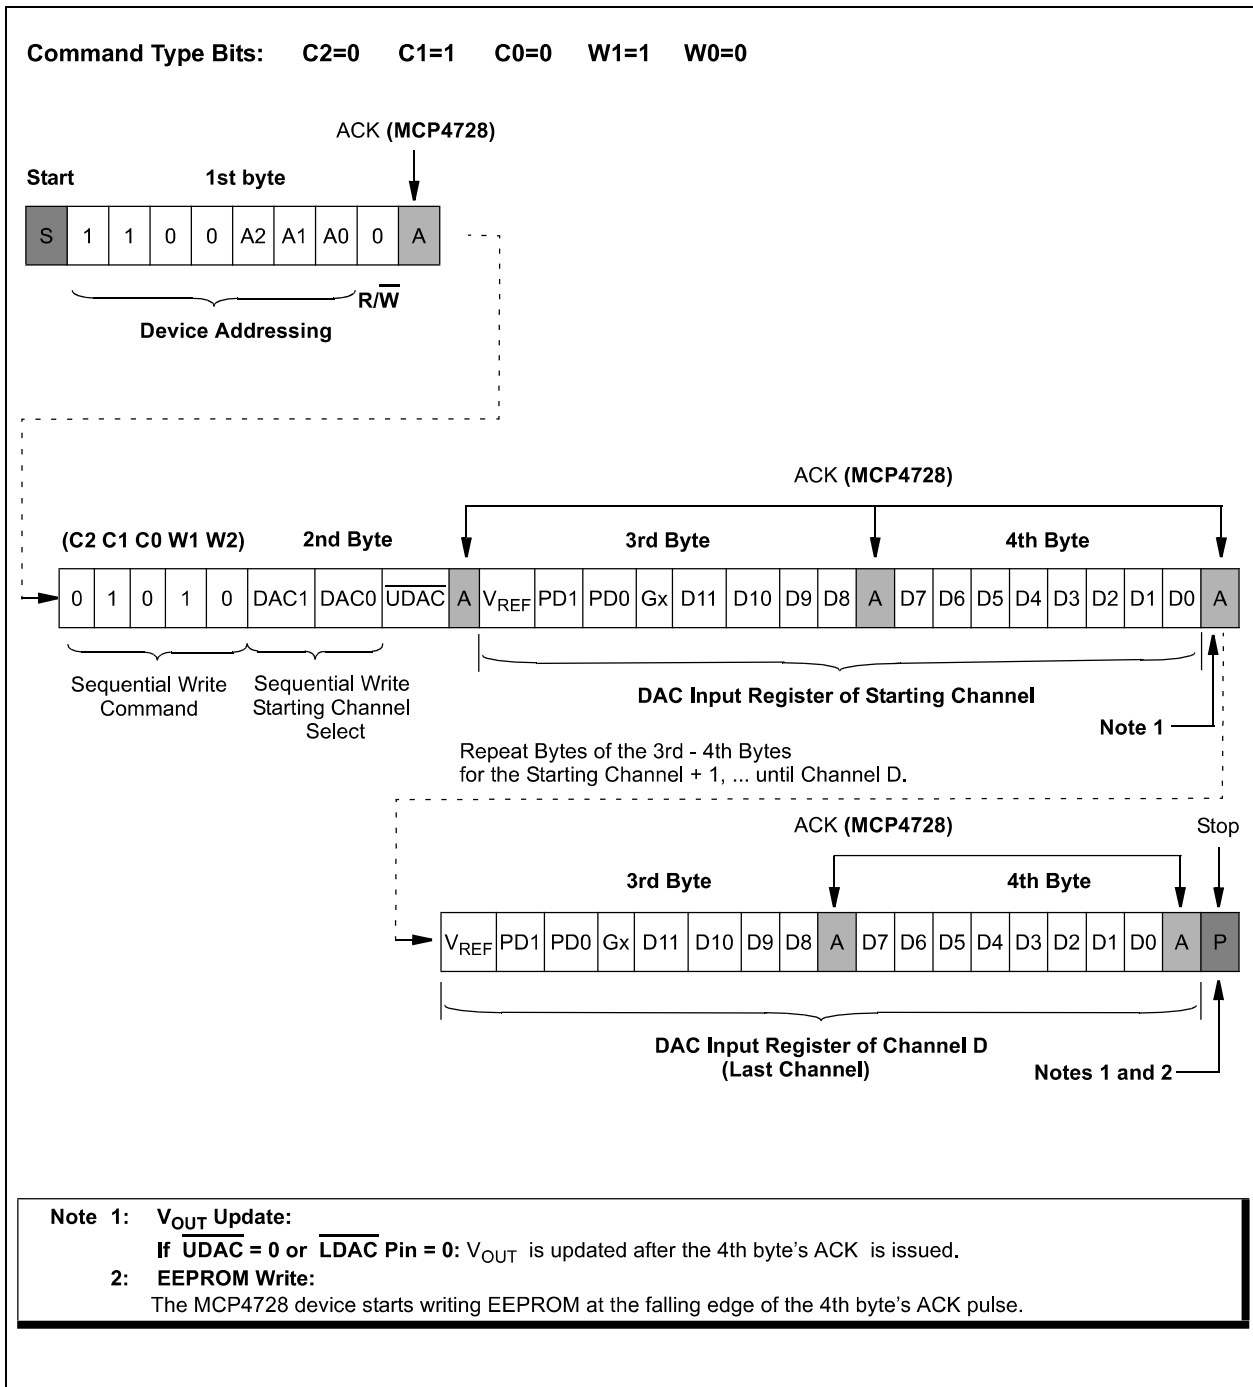 Command Type Bits: C2=0 C1=1 C0=0 W1=1 W0=0
ACK (MCP4728)
Start 1st byte
S 1 1 0 0 A2 A1 A0 0 A
R/W̅
Device Addressing
ACK (MCP4728)
(C2 C1 C0 W1 W2) 2nd Byte 3rd Byte 4th Byte
0 1 0 1 0 DAC1 DAC0 U̅D̅A̅C̅ A VREF PD1 PD0 Gx D11 D10 D9 D8 A D7 D6 D5 D4 D3 D2 D1 D0 A
Sequential Write
Command
Sequential Write
Starting Channel
Select
DAC Input Register of Starting Channel
Note 1
Repeat Bytes of the 3rd - 4th Bytes
for the Starting Channel + 1, ... until Channel D.
ACK (MCP4728) Stop
3rd Byte 4th Byte
VREF PD1 PD0 Gx D11 D10 D9 D8 A D7 D6 D5 D4 D3 D2 D1 D0 A P
DAC Input Register of Channel D
(Last Channel)
Notes 1 and 2
Note 1: VOUT Update:
If U̅D̅A̅C̅ = 0 or L̅D̅A̅C̅ Pin = 0: VOUT is updated after the 4th byte's ACK is issued.
2: EEPROM Write:
The MCP4728 device starts writing EEPROM at the falling edge of the 4th byte's ACK pulse.